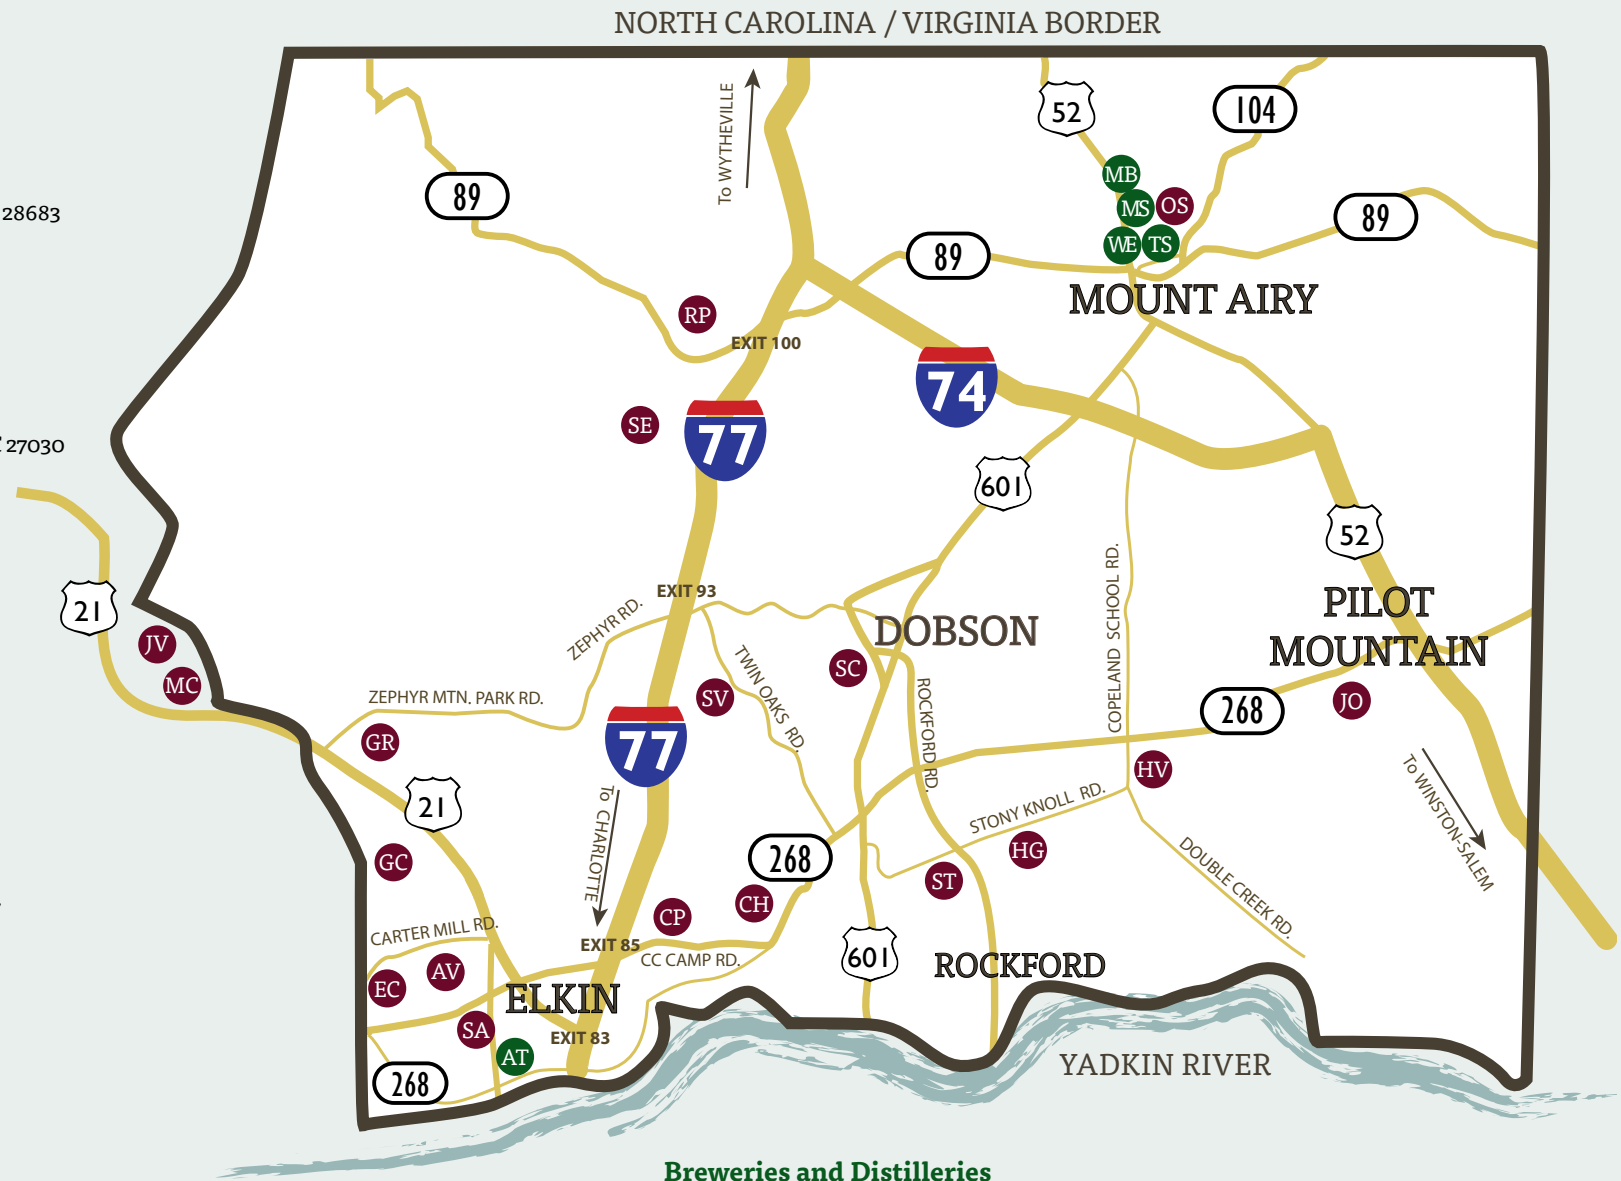 NORTH CAROLINA / VIRGINIA BORDER
To WYTHEVILLE
52
104
MB
89
MS
OS
28683
89
WE
TS
89
MOUNT AIRY
RP
EXIT 100
74
SE
77
27030
601
52
EXIT 93
21
ZEPHYR RD.
COPELAND SCHOOL RD.
PILOT
MOUNTAIN
DOBSON
JV
MC
TWIN OAKS RD.
SC
ZEPHYR MTN. PARK RD.
SV
ROCKFORD RD.
JO
268
GR
77
HV
21
To CHARLOTTE
STONY KNOLL RD.
To WINSTON-SALEM
GC
268
HG
DOUBLE CREEK RD.
ST
CH
CP
CARTER MILL RD.
EXIT 85
CC CAMP RD.
601
ROCKFORD
AV
EC
ELKIN
SA
EXIT 83
AT
YADKIN RIVER
268
Breweries and Distilleries